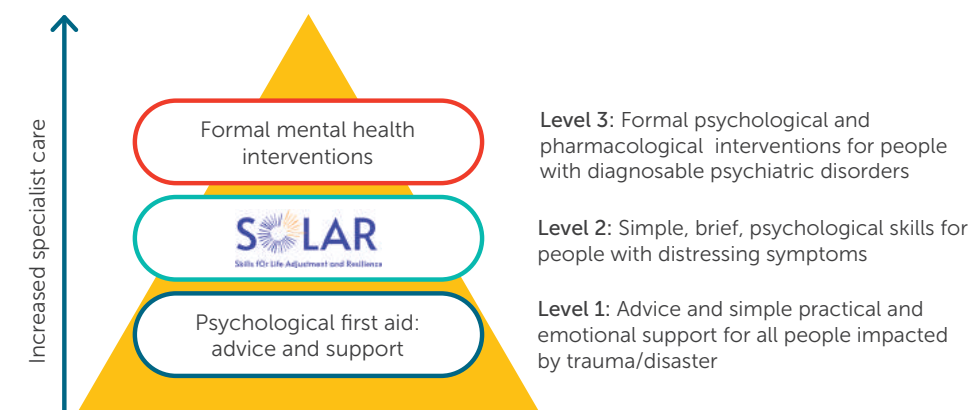 Increased specialist care
Formal mental health
interventions
Level 3: Formal psychological and
pharmacological interventions for people
with diagnosable psychiatric disorders
SOLAR
Skills fOr Life Adjustment and Resilience
Level 2: Simple, brief, psychological skills for
people with distressing symptoms
Psychological first aid:
advice and support
Level 1: Advice and simple practical and
emotional support for all people impacted
by trauma/disaster